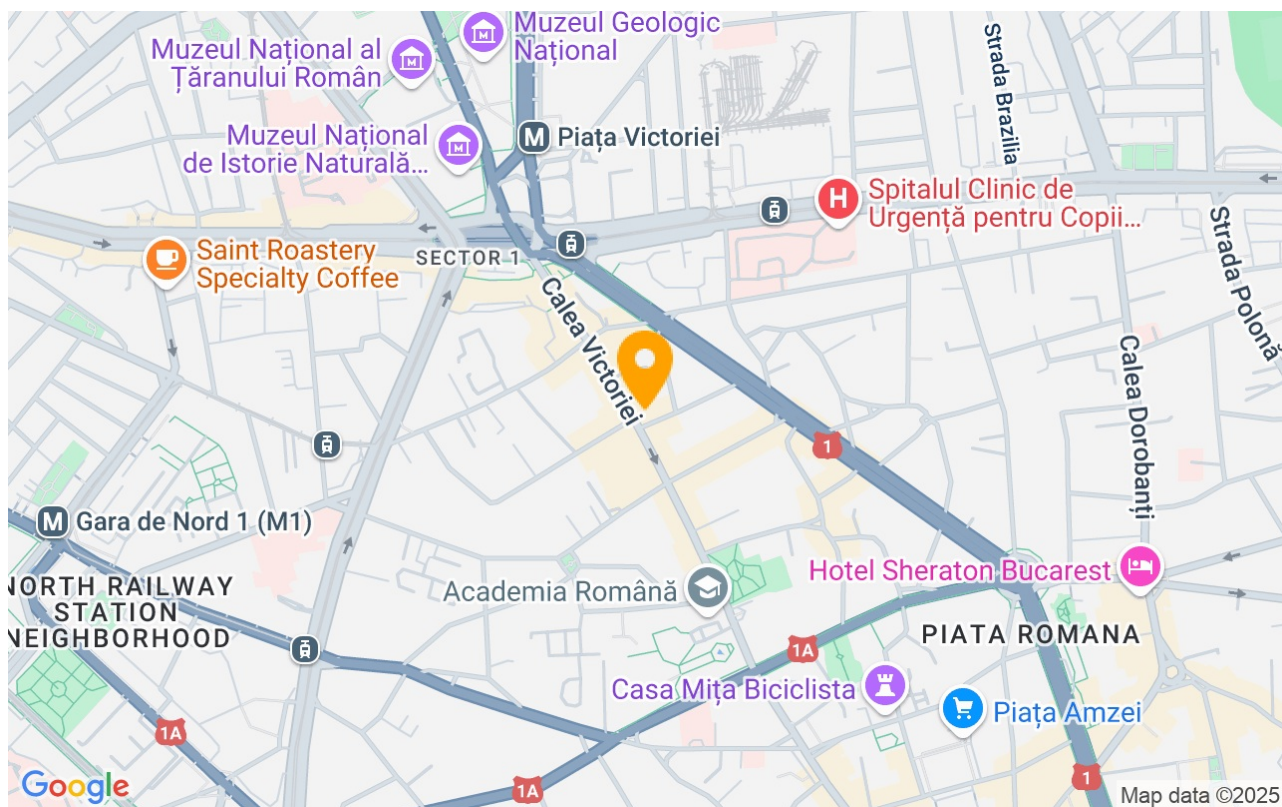 Muzeul Geologic
Național
Muzeul Național al
Țăranului Român
Strada Brazilia
M
Piața Victoriei
Muzeul Național
de Istorie Naturală...
H
Spitalul Clinic de
Urgență pentru Copii...
Strada Polonă
Saint Roastery
Specialty Coffee
SECTOR 1
Calea Victoriei
Calea Dorobanți
1
M
Gara de Nord 1 (M1)
Hotel Sheraton Bucarest
Academia Română
NORTH RAILWAY
STATION
NEIGHBORHOOD
PIATA ROMANA
1A
Casa Mița Biciclista
Piața Amzei
1A
1A
1
Google
Map data ©2025